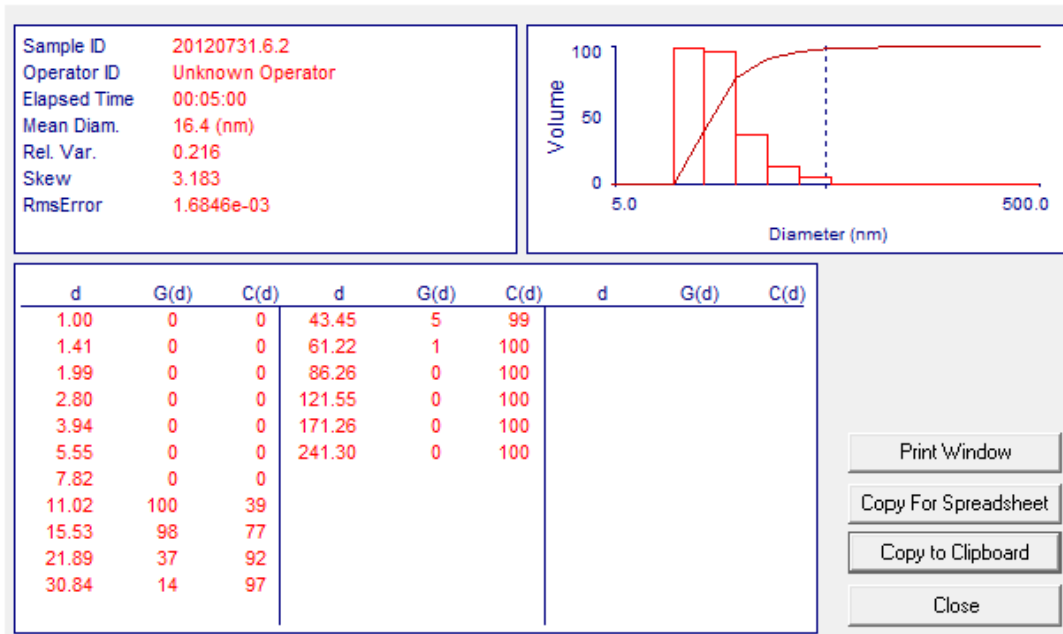 Sample ID 20120731.6.2
Operator ID Unknown Operator
Elapsed Time 00:05:00
Mean Diam. 16.4 (nm)
Rel. Var. 0.216
Skew 3.183
RmsError 1.6846e-03
100
50
0
Volume
5.0 500.0
Diameter (nm)
d G(d) C(d) d G(d) C(d) d G(d) C(d)
1.00 0 0 43.45 5 99
1.41 0 0 61.22 1 100
1.99 0 0 86.26 0 100
2.80 0 0 121.55 0 100
3.94 0 0 171.26 0 100
5.55 0 0 241.30 0 100
7.82 0 0
11.02 100 39
15.53 98 77
21.89 37 92
30.84 14 97
Print Window
Copy For Spreadsheet
Copy to Clipboard
Close